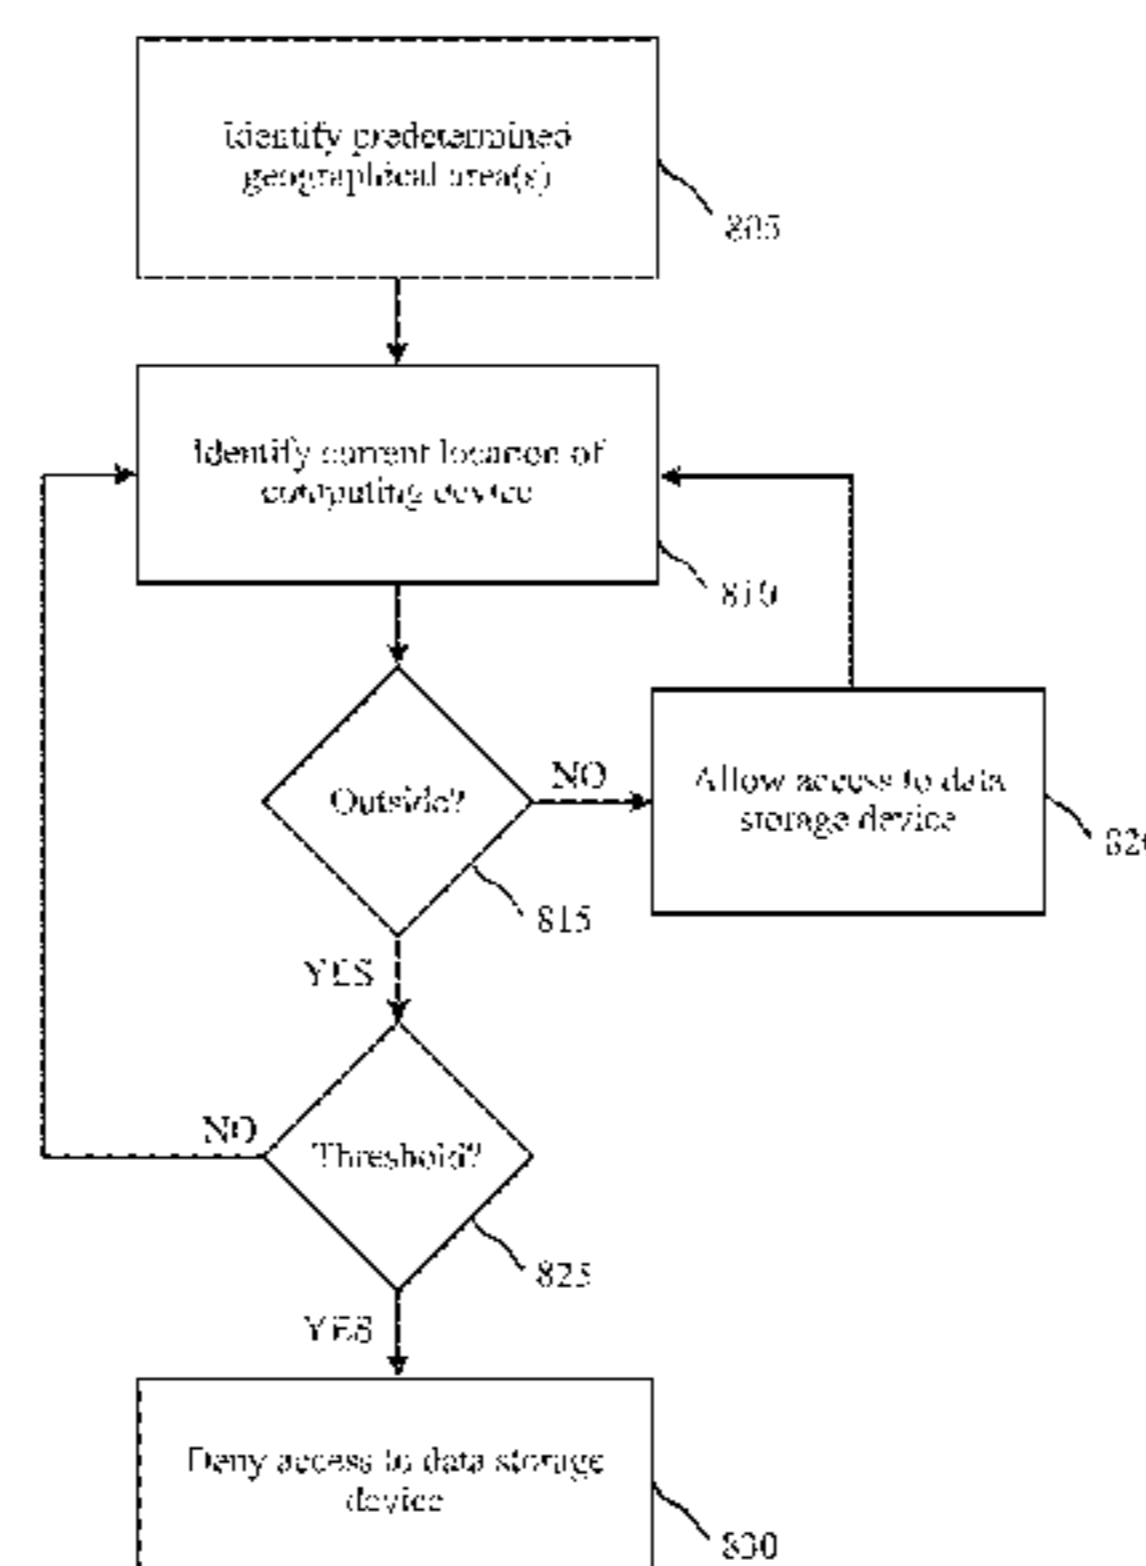 Identify predetermined
geographical area(s)
805
Identify current location of
computing device
810
Outside?
NO
Allow access to data
storage device
815
YES
NO
Threshold?
825
YES
Deny access to data storage
device
830